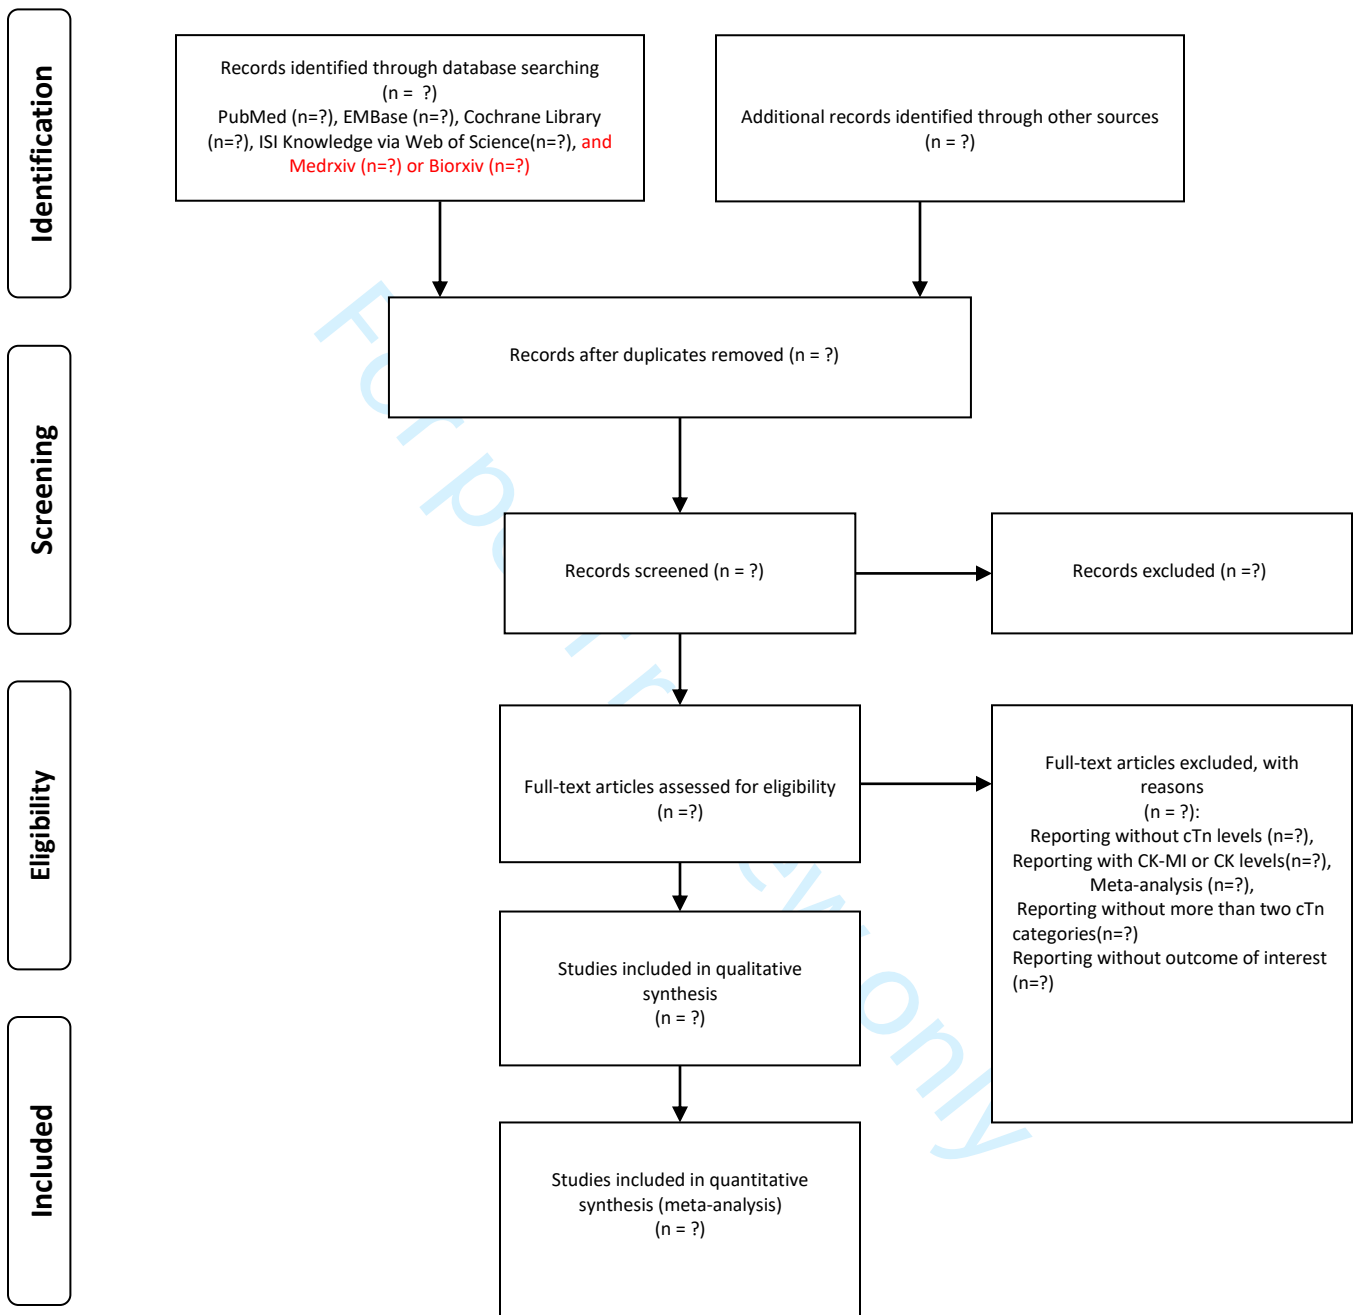 Identification
Records identified through database searching
(n =  ?)
PubMed (n=?), EMBase (n=?), Cochrane Library
(n=?), ISI Knowledge via Web of Science(n=?), and
Medrxiv (n=?) or Biorxiv (n=?)
Additional records identified through other sources
(n = ?)
Records after duplicates removed (n = ?)
Screening
Records screened (n = ?)
Records excluded (n =?)
Eligibility
Full-text articles assessed for eligibility
(n =?)
Full-text articles excluded, with
reasons
(n = ?):
Reporting without cTn levels (n=?),
Reporting with CK-MI or CK levels(n=?),
Meta-analysis (n=?),
Reporting without more than two cTn
categories(n=?)
Reporting without outcome of interest
(n=?)
Studies included in qualitative
synthesis
(n = ?)
Included
Studies included in quantitative
synthesis (meta-analysis)
(n = ?)
For peer review only